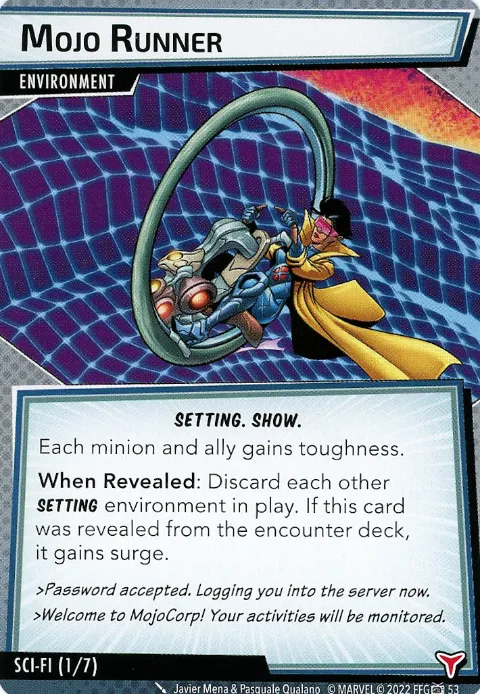 MOJO RUNNER
ENVIRONMENT
SETTING. SHOW.
Each minion and ally gains toughness.
When Revealed: Discard each other
SETTING environment in play. If this card
was revealed from the encounter deck,
it gains surge.
>Password accepted. Logging you into the server now.
>Welcome to MojoCorp! Your activities will be monitored.
SCI-FI (1/7)
Javier Mena & Pasquale Qualano © MARVEL © 2022 FFG 53